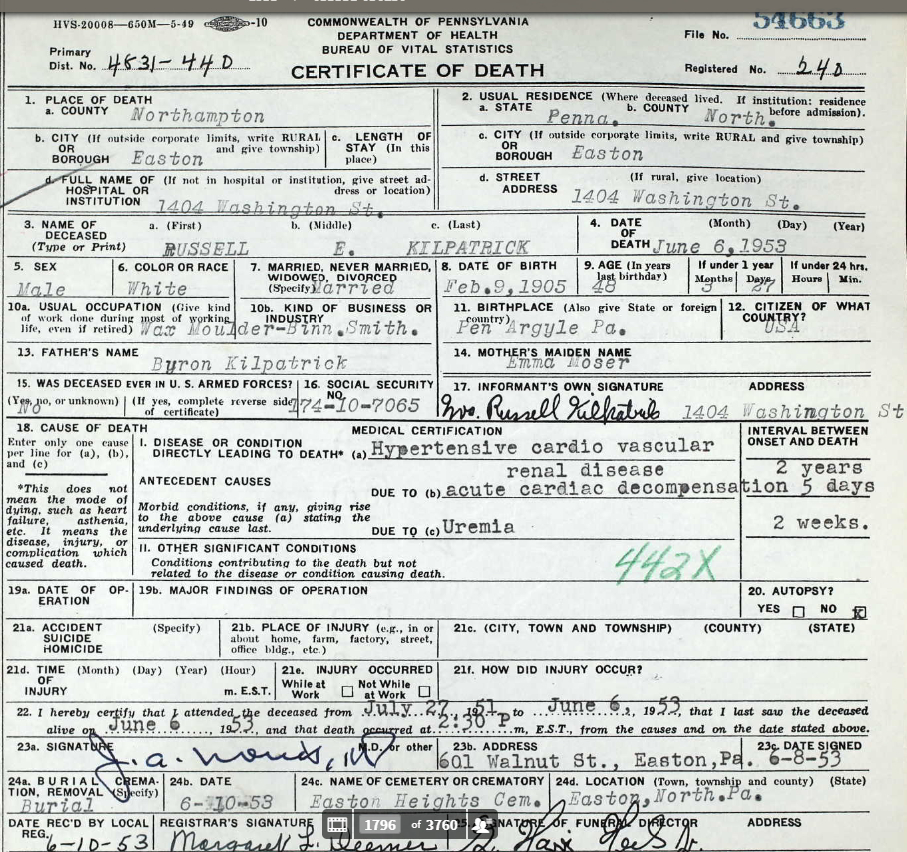 HVS-20008—650M—5-49 -10
COMMONWEALTH OF PENNSYLVANIA
DEPARTMENT OF HEALTH
BUREAU OF VITAL STATISTICS
CERTIFICATE OF DEATH
54663
File No.
Primary
Dist. No. 4831-44D
Registered No. 240
1. PLACE OF DEATH
a. COUNTY Northampton
2. USUAL RESIDENCE (Where deceased lived. If institution: residence before admission).
a. STATE Penna. b. COUNTY North.
b. CITY (If outside corporate limits, write RURAL
OR and give township)
BOROUGH Easton
c. LENGTH OF
STAY (In this
place)
c. CITY (If outside corporate limits, write RURAL and give township)
OR
BOROUGH Easton
d. FULL NAME OF (If not in hospital or institution, give street ad-
HOSPITAL OR dress or location)
INSTITUTION 1404 Washington St.
d. STREET (If rural, give location)
ADDRESS 1404 Washington St.
3. NAME OF DECEASED
(Type or Print)
a. (First) b. (Middle) c. (Last)
RUSSELL E. KILPATRICK
4. DATE (Month) (Day) (Year)
OF
DEATH June 6,1953
5. SEX
Male
6. COLOR OR RACE
White
7. MARRIED, NEVER MARRIED,
WIDOWED, DIVORCED
(Specify) Married
8. DATE OF BIRTH
Feb.9,1905
9. AGE (In years
last birthday)
48
If under 1 year
Months Days
3 27
If under 24 hrs.
Hours Min.
10a. USUAL OCCUPATION (Give kind
of work done during most of working
life, even if retired) Wax Moulder-Binn.Smith.
10b. KIND OF BUSINESS OR
INDUSTRY
11. BIRTHPLACE (Also give State or foreign
country)
Pen Argyle Pa.
12. CITIZEN OF WHAT
COUNTRY?
USA
13. FATHER'S NAME
Byron Kilpatrick
14. MOTHER'S MAIDEN NAME
Emma Moser
15. WAS DECEASED EVER IN U. S. ARMED FORCES?
(Yes, no, or unknown) (If yes, complete reverse side
of certificate)
No
16. SOCIAL SECURITY
NO.
174-10-7065
17. INFORMANT'S OWN SIGNATURE ADDRESS
Mrs. Russell Kilpatrick 1404 Washington St
18. CAUSE OF DEATH
Enter only one cause
per line for (a), (b),
and (c)
*This does not
mean the mode of
dying, such as heart
failure, asthenia,
etc. It means the
disease, injury, or
complication which
caused death.
MEDICAL CERTIFICATION
INTERVAL BETWEEN
ONSET AND DEATH
I. DISEASE OR CONDITION
DIRECTLY LEADING TO DEATH* (a) Hypertensive cardio vascular
renal disease 2 years
ANTECEDENT CAUSES
DUE TO (b) acute cardiac decompensation 5 days
Morbid conditions, if any, giving rise
to the above cause (a) stating the
underlying cause last.
DUE TO (c) Uremia 2 weeks.
II. OTHER SIGNIFICANT CONDITIONS
Conditions contributing to the death but not
related to the disease or condition causing death.
442X
19a. DATE OF OP-
ERATION
19b. MAJOR FINDINGS OF OPERATION
20. AUTOPSY?
YES NO X
21a. ACCIDENT (Specify)
SUICIDE
HOMICIDE
21b. PLACE OF INJURY (e.g., in or
about home, farm, factory, street,
office bldg., etc.)
21c. (CITY, TOWN AND TOWNSHIP) (COUNTY) (STATE)
21d. TIME (Month) (Day) (Year) (Hour)
OF
INJURY m. E.S.T.
21e. INJURY OCCURRED
While at Work Not While at Work
21f. HOW DID INJURY OCCUR?
22. I hereby certify that I attended the deceased from July 27, 1951 to June 6, 1953, that I last saw the deceased
alive on June 6 1953, and that death occurred at 2:30 P m., E.S.T., from the causes and on the date stated above.
23a. SIGNATURE M.D. or other
23b. ADDRESS
601 Walnut St., Easton,Pa.
23c. DATE SIGNED
6-8-53
24a. BURIAL, CREMA-
TION, REMOVAL (Specify)
Burial
24b. DATE
6-10-53
24c. NAME OF CEMETERY OR CREMATORY
Easton Heights Cem.
24d. LOCATION (Town, township and county) (State)
Easton,North.Pa.
DATE REC'D BY LOCAL
REG. 6-10-53
REGISTRAR'S SIGNATURE
Margaret L. Deemer
25. SIGNATURE OF FUNERAL DIRECTOR ADDRESS
1796 of 3760